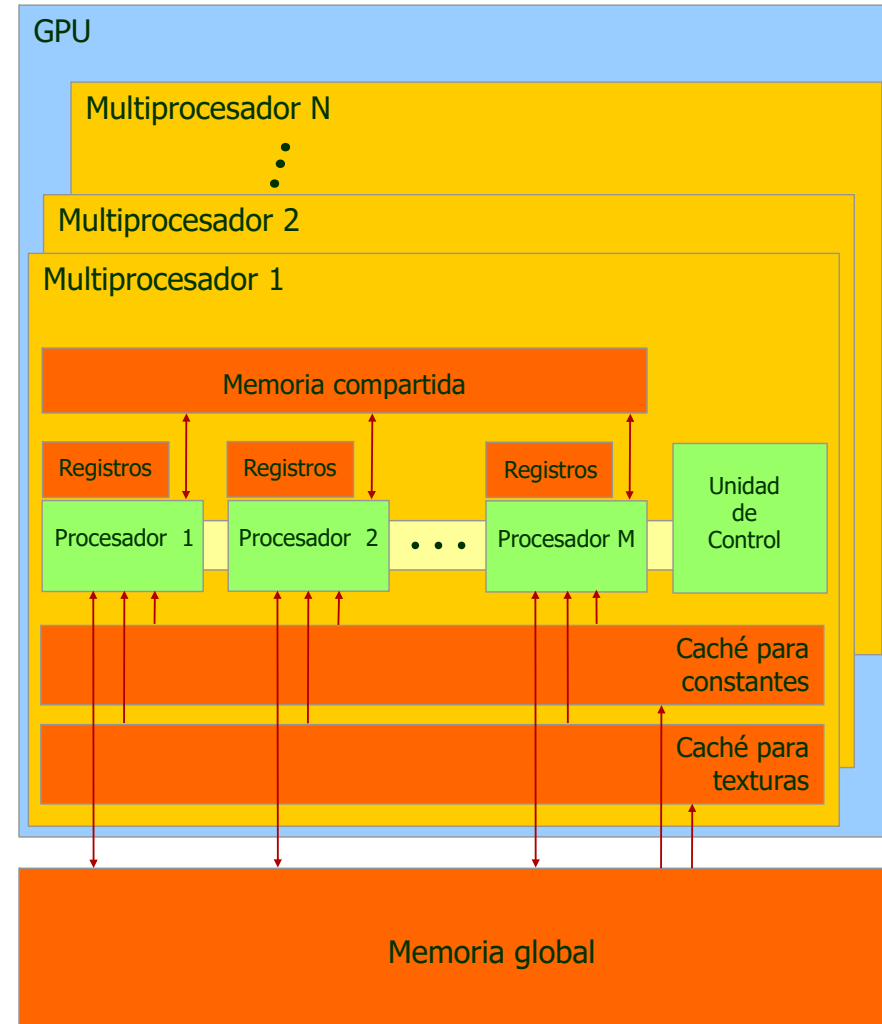 GPU
Multiprocesador N
Multiprocesador 2
Multiprocesador 1
Memoria compartida
Registros
Registros
Registros
Procesador 1
Procesador 2
Procesador M
Unidad
de
Control
Caché para
constantes
Caché para
texturas
Memoria global